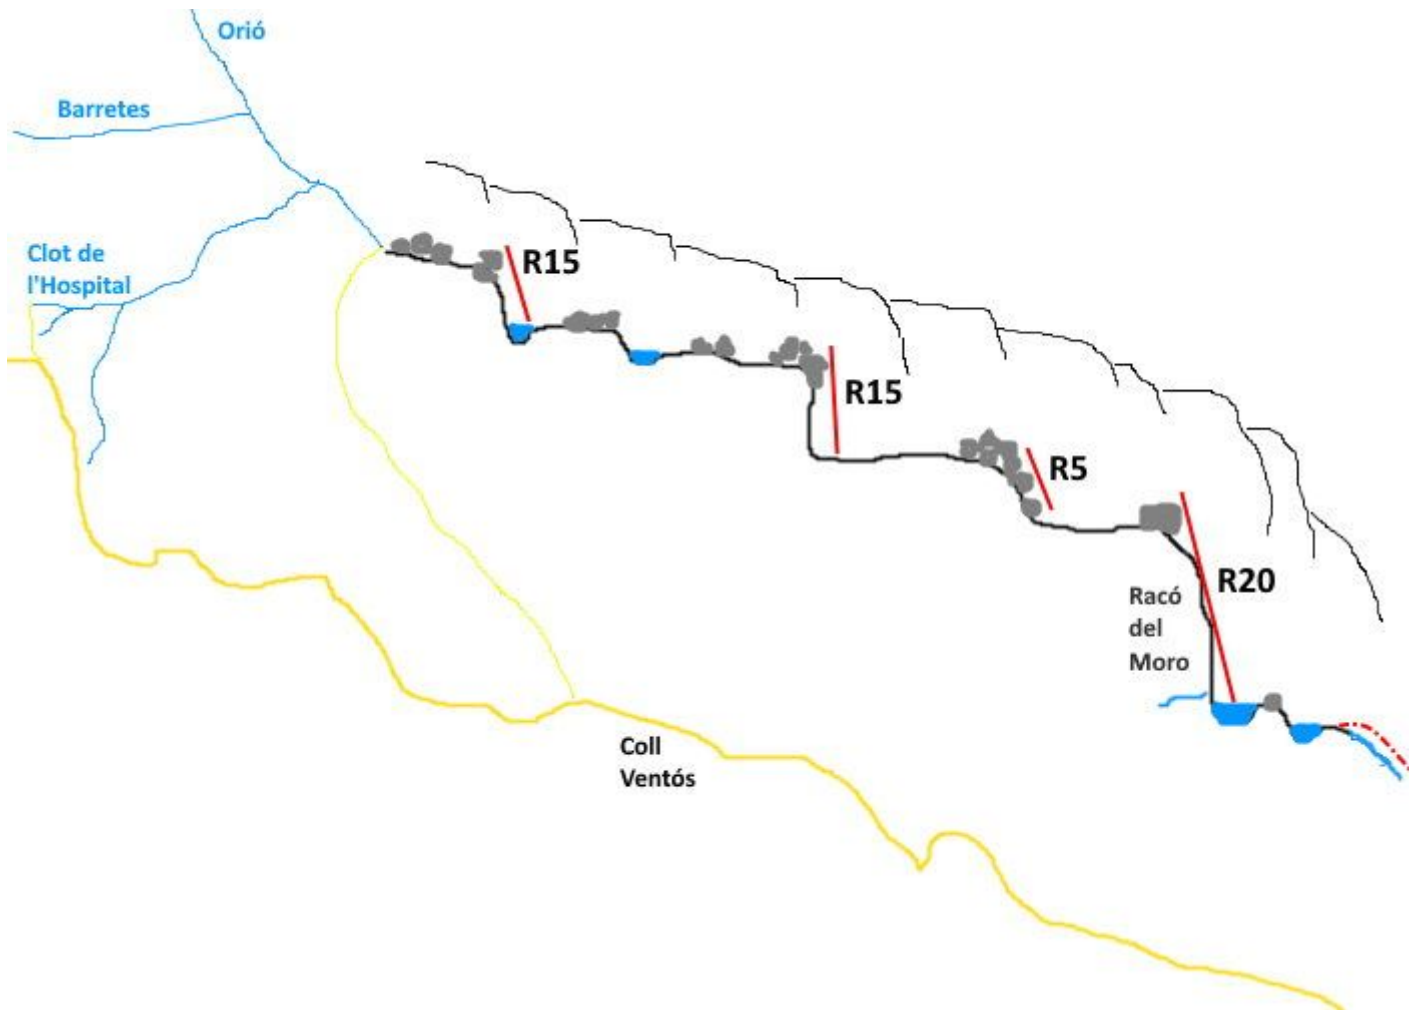 Orió
Barretes
Clot de
l'Hospital
R15
R15
R5
R20
Racó
del
Moro
Coll
Ventós